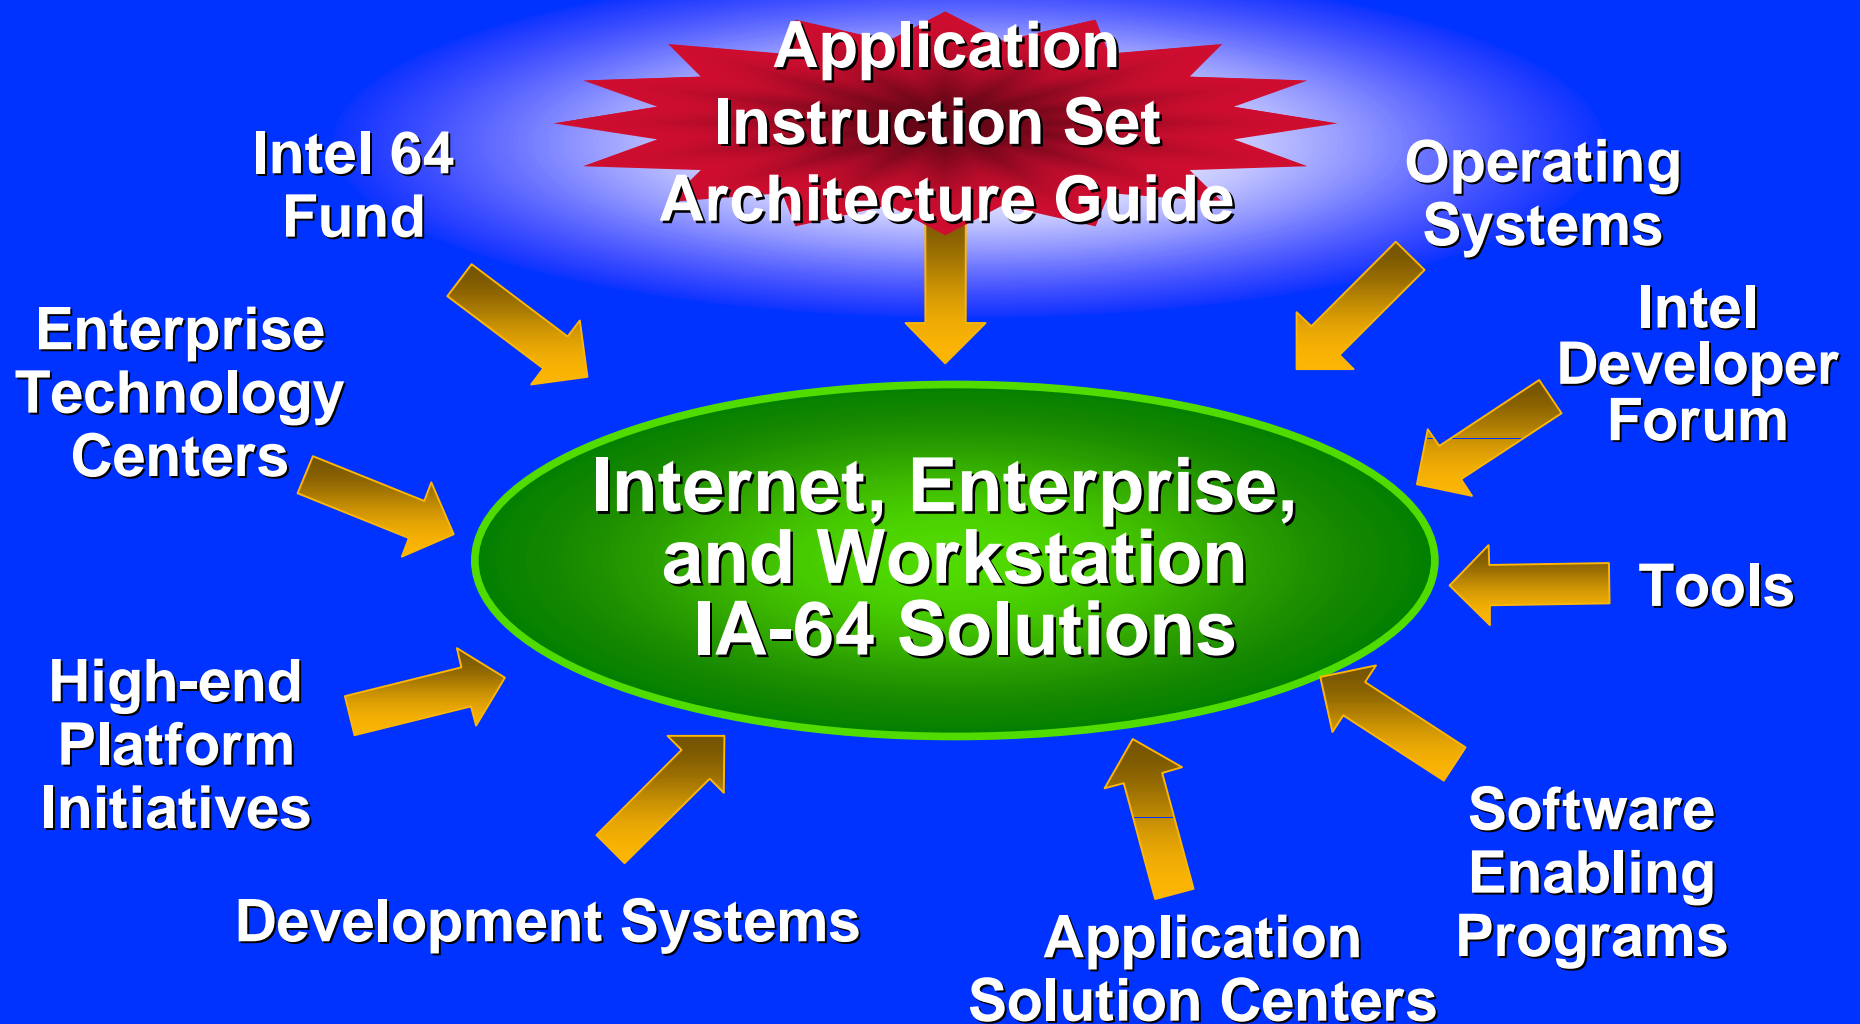 Application
Instruction Set
Architecture Guide
Intel 64
Fund
Operating
Systems
Enterprise
Technology
Centers
Intel
Developer
Forum
Internet, Enterprise,
and Workstation
IA-64 Solutions
Tools
High-end
Platform
Initiatives
Software
Enabling
Programs
Development Systems
Application
Solution Centers